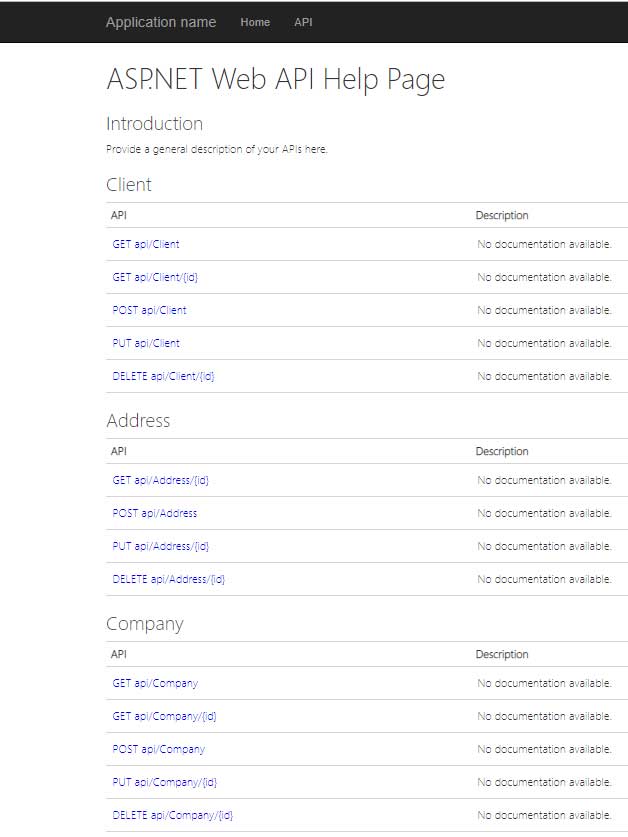 Application name Home API
ASP.NET Web API Help Page
Introduction
Provide a general description of your APIs here.
Client
API Description
GET api/Client No documentation available.
GET api/Client/{id} No documentation available.
POST api/Client No documentation available.
PUT api/Client No documentation available.
DELETE api/Client/{id} No documentation available.
Address
API Description
GET api/Address/{id} No documentation available.
POST api/Address No documentation available.
PUT api/Address/{id} No documentation available.
DELETE api/Address/{id} No documentation available.
Company
API Description
GET api/Company No documentation available.
GET api/Company/{id} No documentation available.
POST api/Company No documentation available.
PUT api/Company/{id} No documentation available.
DELETE api/Company/{id} No documentation available.